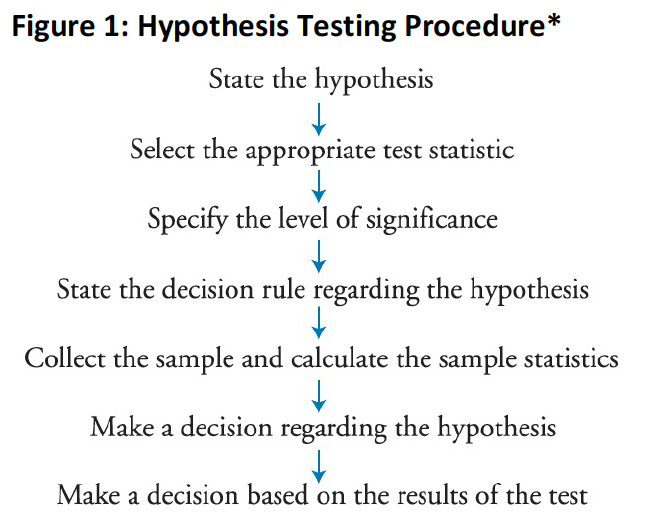 Figure 1: Hypothesis Testing Procedure*
State the hypothesis
Select the appropriate test statistic
Specify the level of significance
State the decision rule regarding the hypothesis
Collect the sample and calculate the sample statistics
Make a decision regarding the hypothesis
Make a decision based on the results of the test